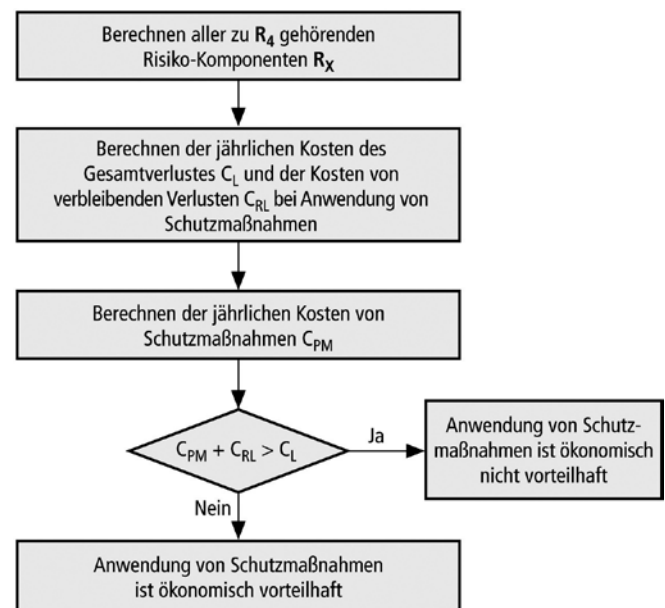 Berechnen aller zu R4 gehörenden
Risiko-Komponenten RX
Berechnen der jährlichen Kosten des
Gesamtverlustes CL und der Kosten von
verbleibenden Verlusten CRL bei Anwendung von
Schutzmaßnahmen
Berechnen der jährlichen Kosten von
Schutzmaßnahmen CPM
CPM + CRL > CL
Ja
Anwendung von Schutz-
maßnahmen ist ökonomisch
nicht vorteilhaft
Nein
Anwendung von Schutzmaßnahmen
ist ökonomisch vorteilhaft